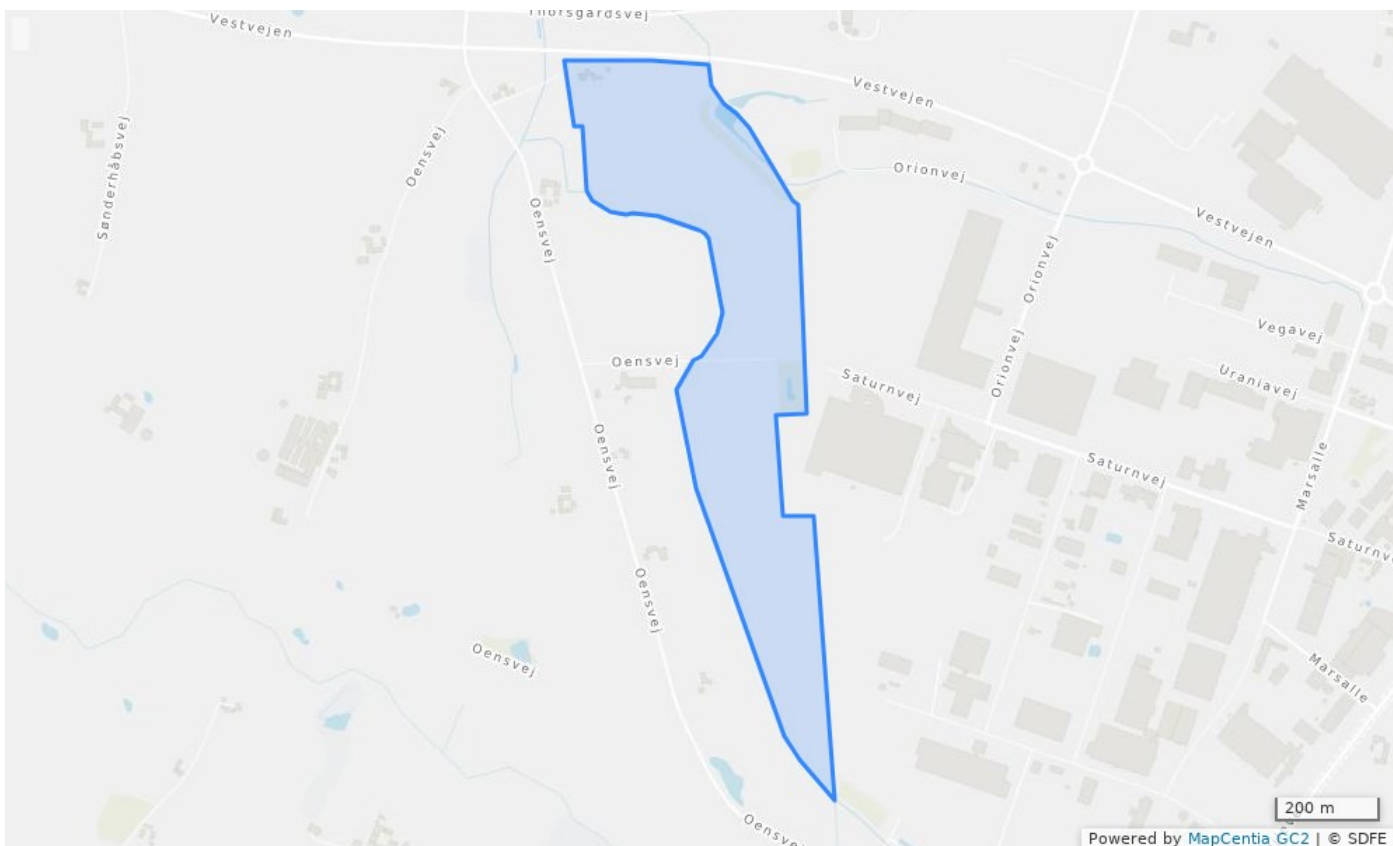 Thorsgårdsvej
Vestvejen
Vestvejen
Sønderhåbsvej
Oensvej
Orionvej
Oensvej
Vestvejen
Orionvej
Vegavej
Oensvej
Saturnvej
Orionvej
Uraniavej
Oensvej
Saturnvej
Marsalle
Saturnv
Oensvej
Oensvej
Marsalle
Oensvej
200 m
Powered by MapCentia GC2 | © SDFE